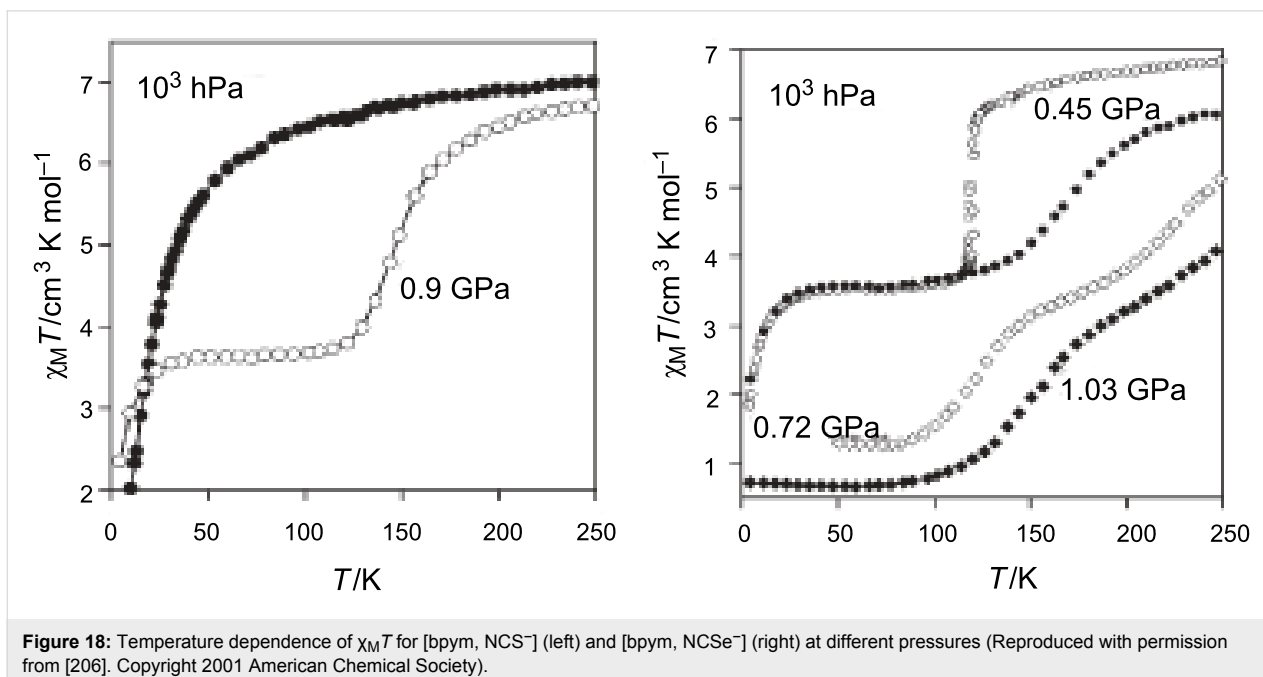 10³ hPa
7
6
5
4
3
2
0.9 GPa
χMT/cm³ K mol⁻¹
0 50 100 150 200 250
T/K
10³ hPa
7
6
5
4
3
2
1
0.45 GPa
0.72 GPa
1.03 GPa
χMT/cm³ K mol⁻¹
0 50 100 150 200 250
T/K
Figure 18: Temperature dependence of χMT for [bpym, NCS⁻] (left) and [bpym, NCSe⁻] (right) at different pressures (Reproduced with permission
from [206]. Copyright 2001 American Chemical Society).